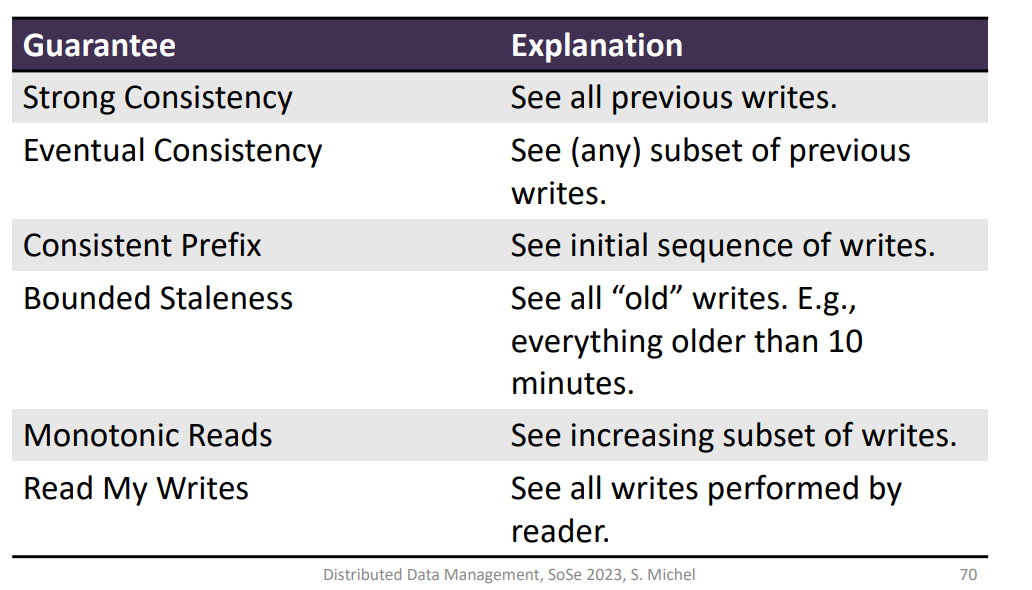 Guarantee Explanation
Strong Consistency See all previous writes.
Eventual Consistency See (any) subset of previous
writes.
Consistent Prefix See initial sequence of writes.
Bounded Staleness See all “old” writes. E.g.,
everything older than 10
minutes.
Monotonic Reads See increasing subset of writes.
Read My Writes See all writes performed by
reader.
Distributed Data Management, SoSe 2023, S. Michel 70